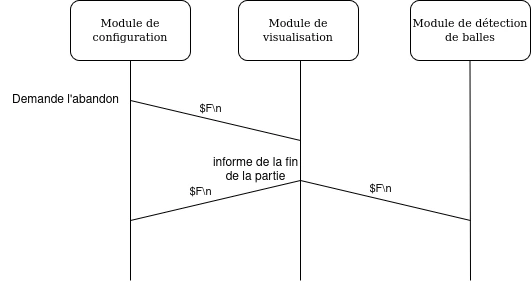 Module de
configuration
Module de
visualisation
Module de détection
de balles
Demande l'abandon
$F\n
informe de la fin
de la partie
$F\n
$F\n